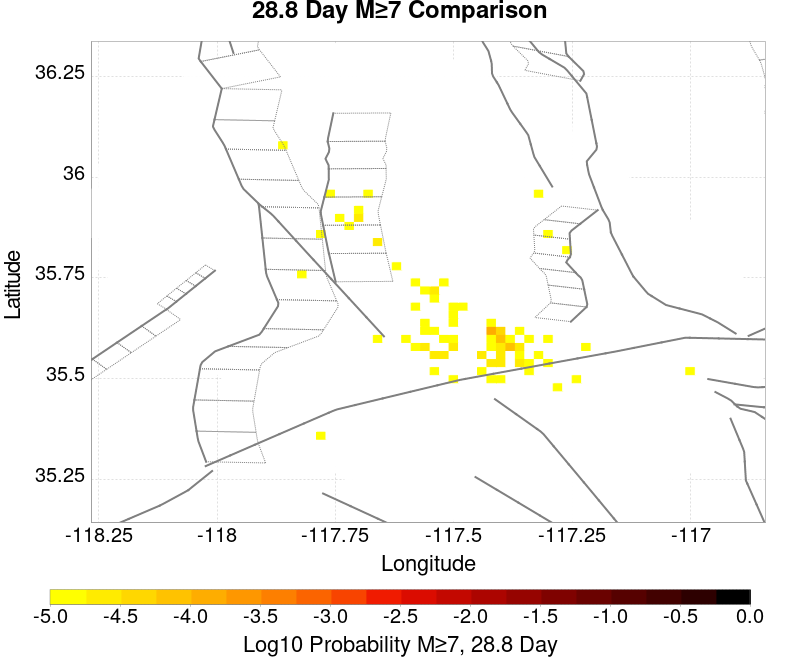 28.8 Day M≥7 Comparison
36.25
36
35.75
35.5
35.25
Latitude
-118.25 -118 -117.75 -117.5 -117.25 -117
Longitude
-5.0 -4.5 -4.0 -3.5 -3.0 -2.5 -2.0 -1.5 -1.0 -0.5 0.0
Log10 Probability M≥7, 28.8 Day